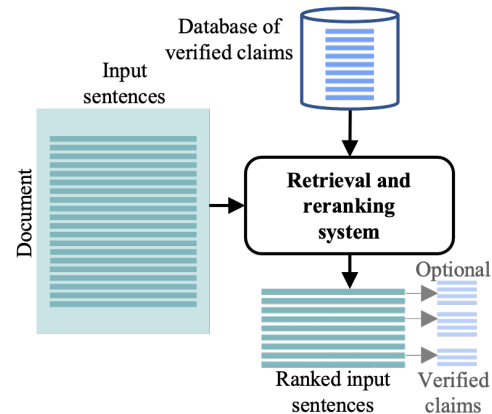 Database of
verified claims
Input
sentences
Document
Retrieval and
reranking
system
Optional
Ranked input
sentences
Verified
claims